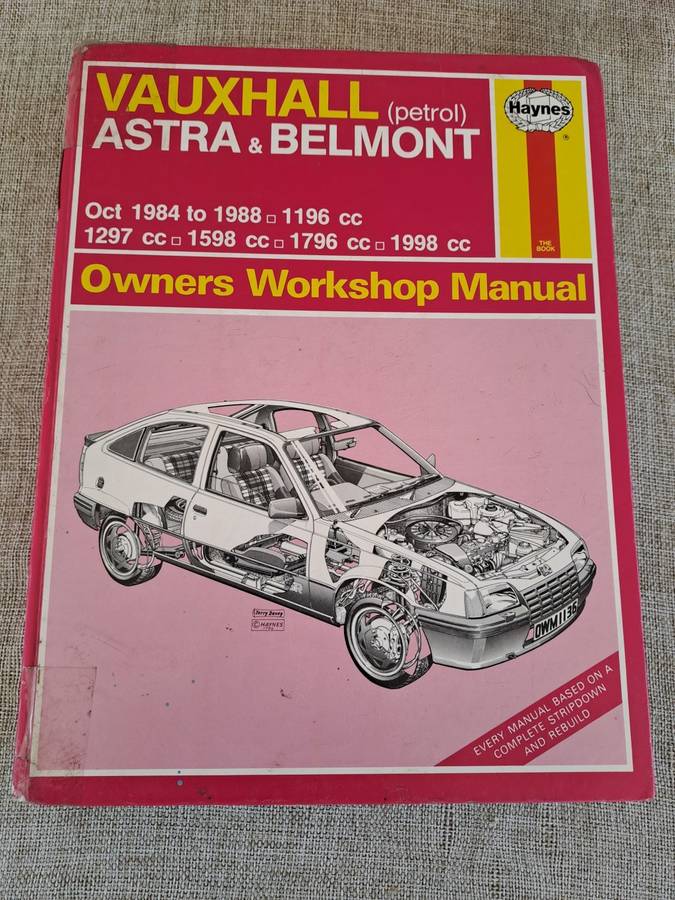 VAUXHALL (petrol)
ASTRA & BELMONT
Haynes
®
Oct 1984 to 1988 □ 1196 cc
1297 cc □ 1598 cc □ 1796 cc □ 1998 cc
THE
BOOK
Owners Workshop Manual
Terry Davey
© HAYNES
OWM1136
EVERY MANUAL BASED ON A
COMPLETE STRIPDOWN
AND REBUILD